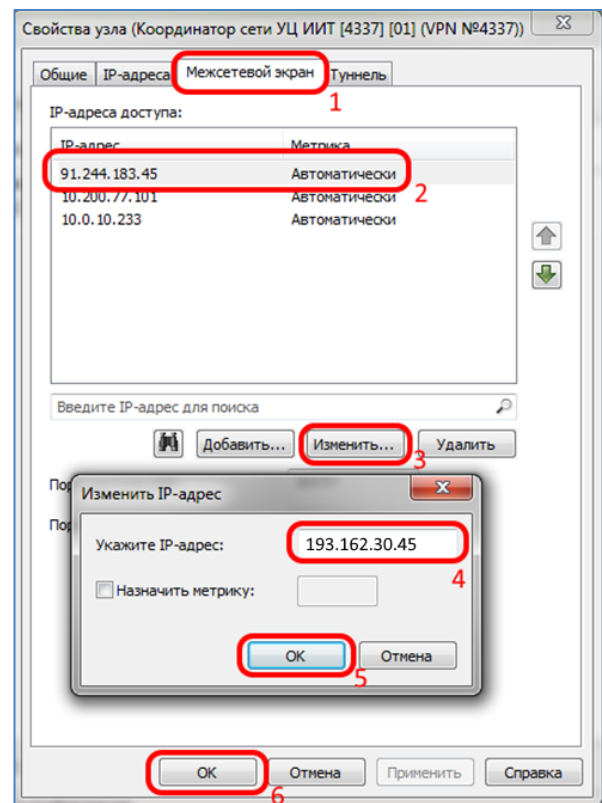 Свойства узла (Координатор сети УЦ ИИТ [4337] [01] (VPN №4337))
Общие IP-адреса Межсетевой экран Туннель
1
IP-адреса доступа:
IP-адрес Метрика
91.244.183.45 Автоматически
2
10.200.77.101 Автоматически
10.0.10.233 Автоматически
Введите IP-адрес для поиска
Добавить... Изменить... Удалить
3
Изменить IP-адрес
Укажите IP-адрес: 193.162.30.45
4
Назначить метрику:
OK Отмена
5
OK Отмена Применить Справка
6